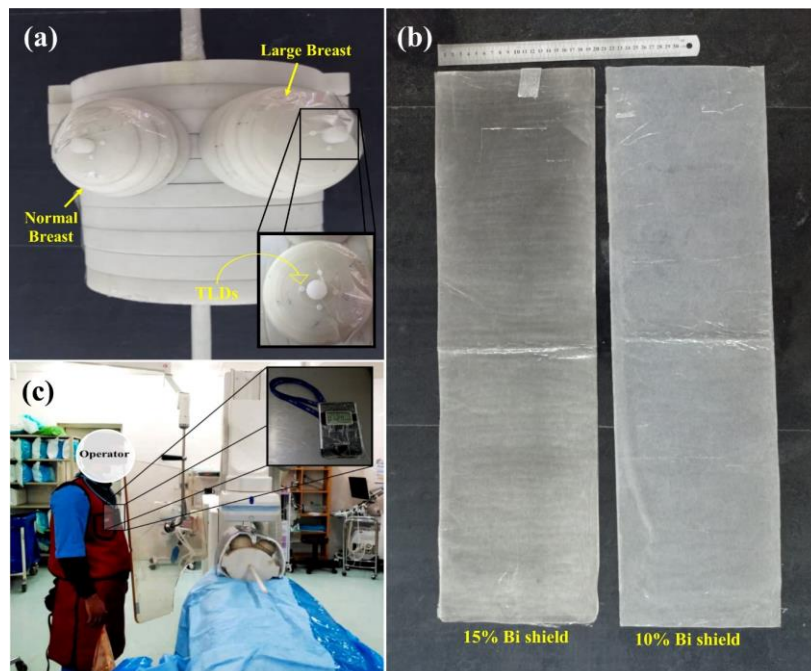 (a)
Large Breast
Normal
Breast
TLDs
(b)
15% Bi shield
10% Bi shield
(c)
Operator